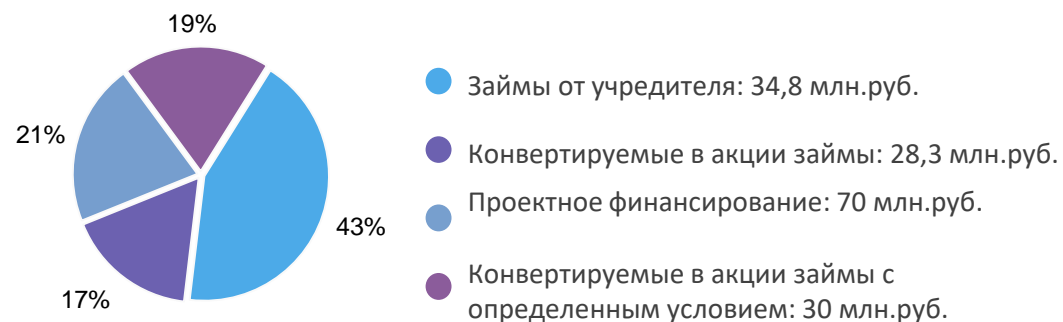 19%
21%
43%
17%
Займы от учредителя: 34,8 млн.руб.
Конвертируемые в акции займы: 28,3 млн.руб.
Проектное финансирование: 70 млн.руб.
Конвертируемые в акции займы с
определенным условием: 30 млн.руб.